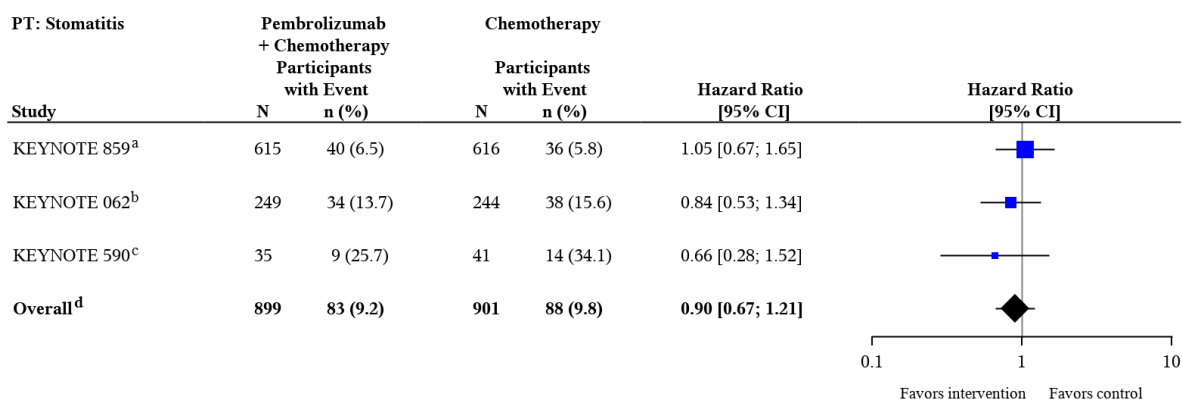 PT: Stomatitis Pembrolizumab Chemotherapy
+ Chemotherapy
Participants Participants
with Event with Event Hazard Ratio Hazard Ratio
Study N n (%) N n (%) [95% CI] [95% CI]
KEYNOTE 859a 615 40 (6.5) 616 36 (5.8) 1.05 [0.67; 1.65]
KEYNOTE 062b 249 34 (13.7) 244 38 (15.6) 0.84 [0.53; 1.34]
KEYNOTE 590c 35 9 (25.7) 41 14 (34.1) 0.66 [0.28; 1.52]
Overalld 899 83 (9.2) 901 88 (9.8) 0.90 [0.67; 1.21]
0.1 1 10
Favors intervention Favors control